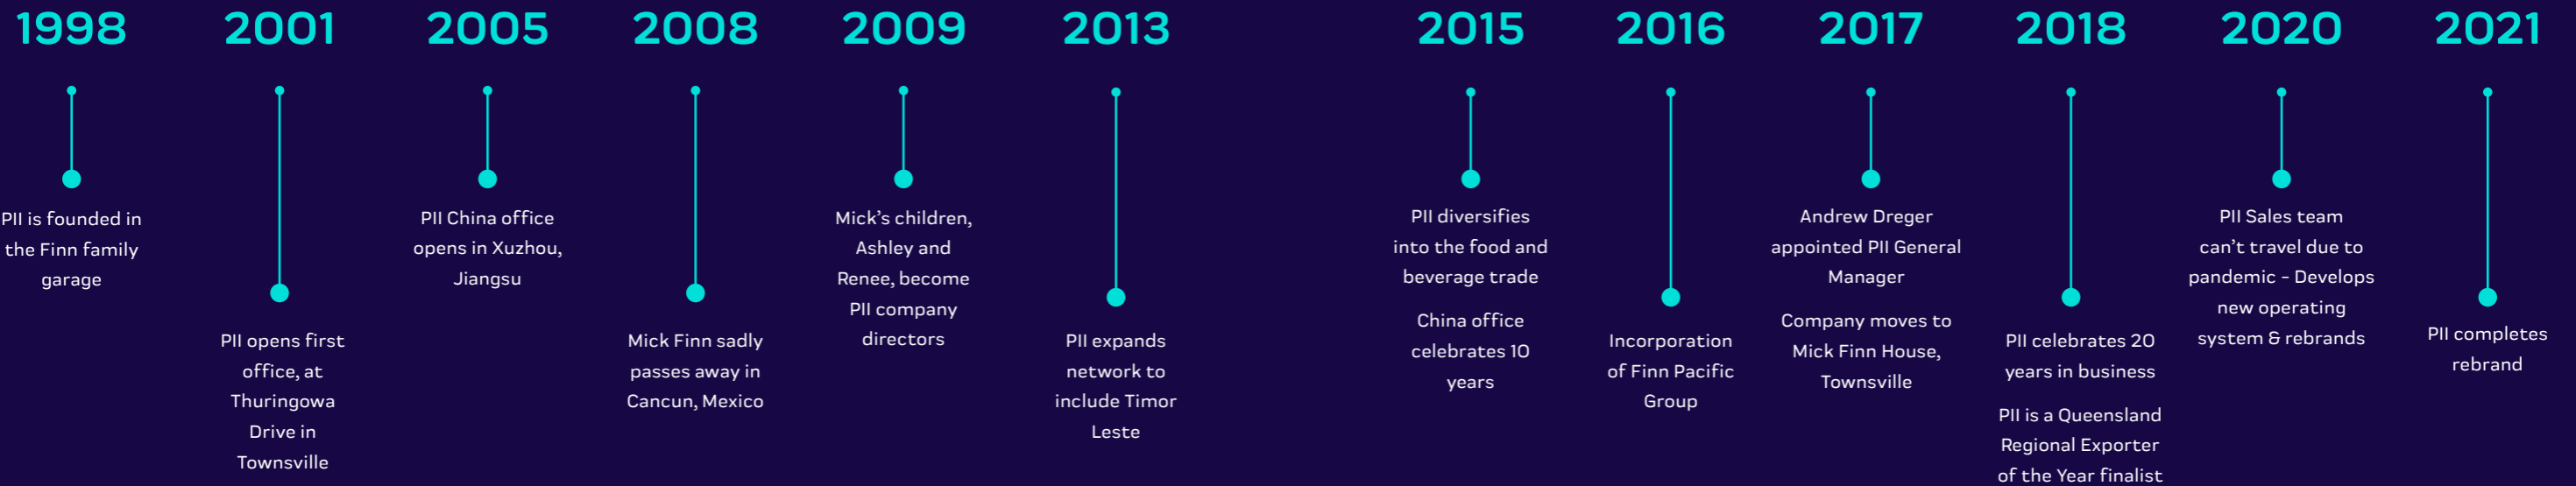 1998
PII is founded in
the Finn family
garage
2001
PII opens first
office, at
Thuringowa
Drive in
Townsville
2005
PII China office
opens in Xuzhou,
Jiangsu
2008
Mick Finn sadly
passes away in
Cancun, Mexico
2009
Mick’s children,
Ashley and
Renee, become
PII company
directors
2013
PII expands
network to
include Timor
Leste
2015
PII diversifies
into the food and
beverage trade
China office
celebrates 10
years
2016
Incorporation
of Finn Pacific
Group
2017
Andrew Dreger
appointed PII General
Manager
Company moves to
Mick Finn House,
Townsville
2018
PII celebrates 20
years in business
PII is a Queensland
Regional Exporter
of the Year finalist
2020
PII Sales team
can’t travel due to
pandemic - Develops
new operating
system & rebrands
2021
PII completes
rebrand